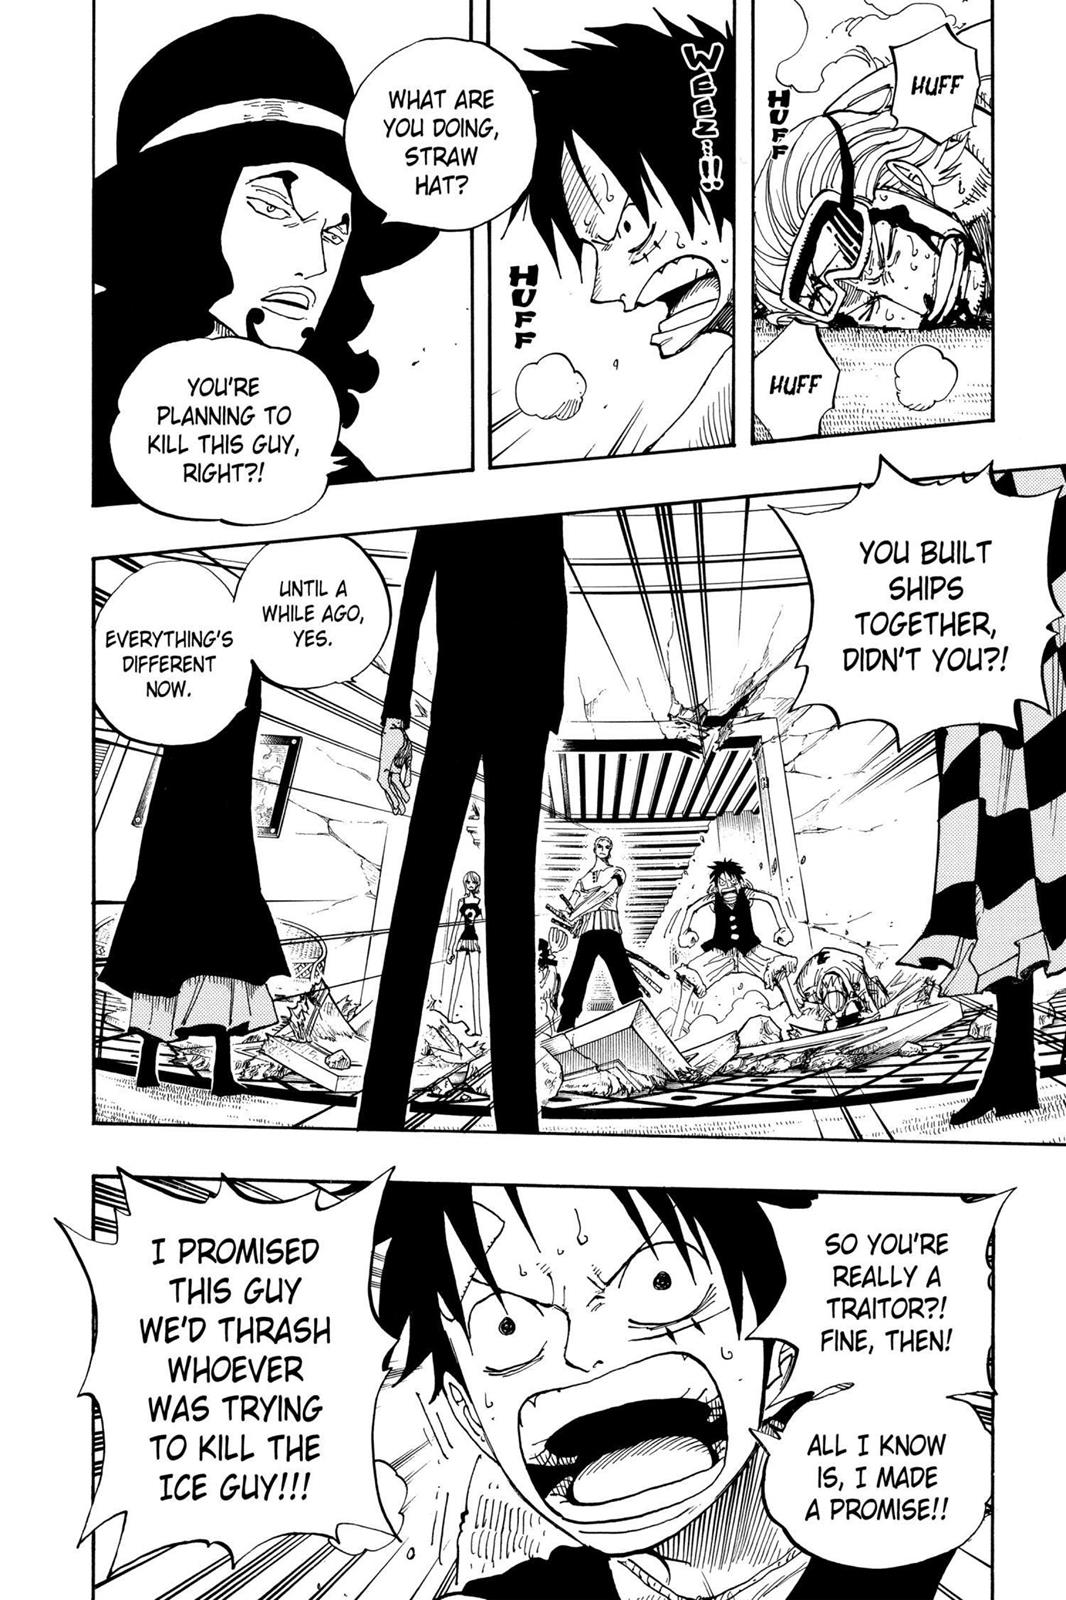 HUFF
HUFF
HUFF
WEEZ...!!
HUFF
WHAT ARE
YOU DOING,
STRAW
HAT?
YOU'RE
PLANNING TO
KILL THIS GUY,
RIGHT?!
YOU BUILT
SHIPS
TOGETHER,
DIDN'T YOU?!
UNTIL A
WHILE AGO,
YES.
EVERYTHING'S
DIFFERENT
NOW.
SO YOU'RE
REALLY A
TRAITOR?!
FINE, THEN!
ALL I KNOW
IS, I MADE
A PROMISE!!
I PROMISED
THIS GUY
WE'D THRASH
WHOEVER
WAS TRYING
TO KILL THE
ICE GUY!!!